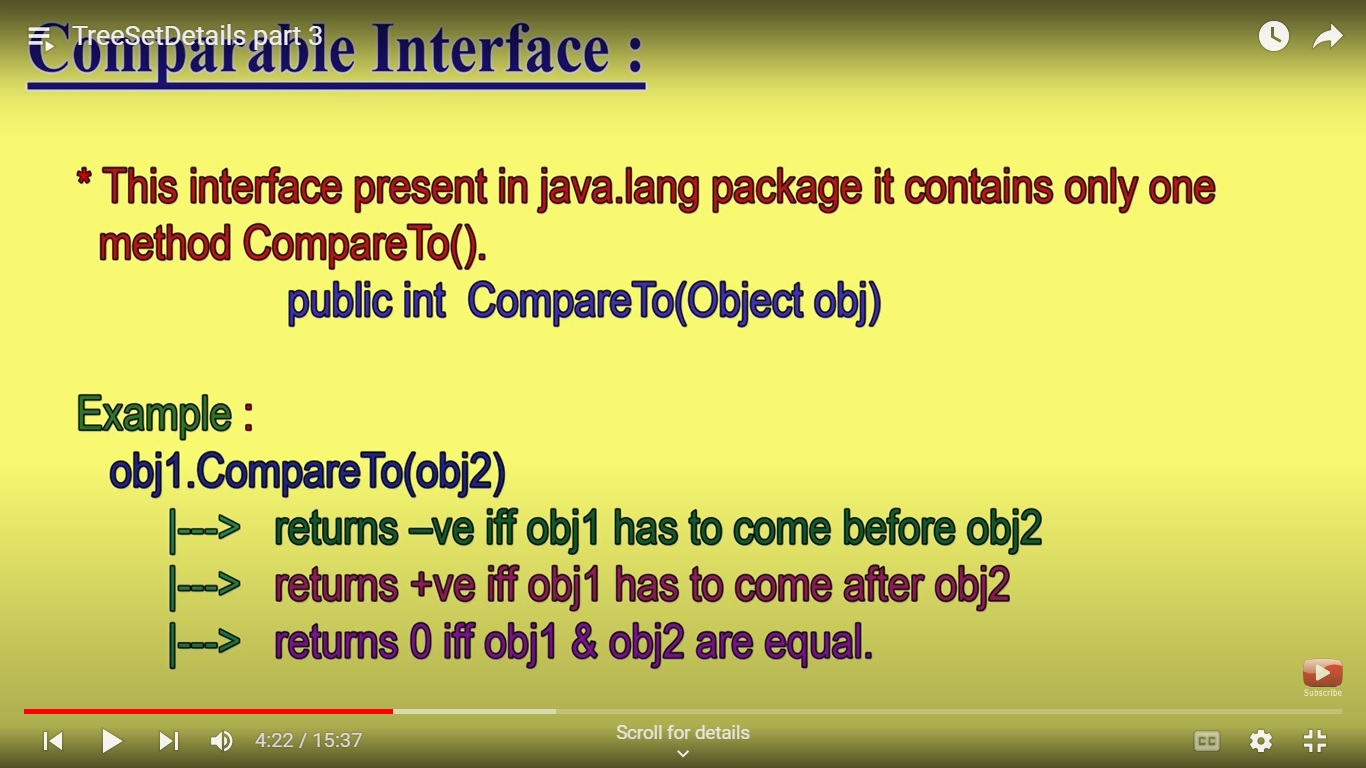 TreeSetDetails part 3
Comparable Interface :
* This interface present in java.lang package it contains only one
method CompareTo().
public int CompareTo(Object obj)
Example :
obj1.CompareTo(obj2)
|---> returns –ve iff obj1 has to come before obj2
|---> returns +ve iff obj1 has to come after obj2
|---> returns 0 iff obj1 & obj2 are equal.
Subscribe
4:22 / 15:37
Scroll for details
CC